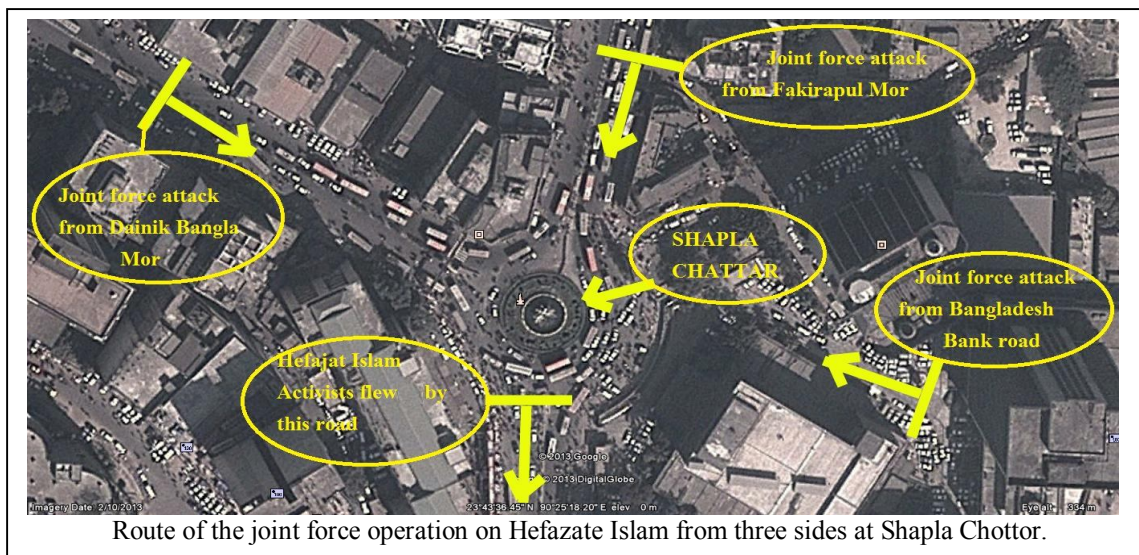 Joint force attack
from Fakirapul Mor
Joint force attack
from Dainik Bangla
Mor
SHAPLA
CHATTAR
Joint force attack
from Bangladesh
Bank road
Hefajat Islam
Activists flew by
this road
© 2013 Google
© 2013 DigitalGlobe
Imagery Date: 2/10/2013
23°43'36.45" N 90°25'18.20" E elev 0 m
Eye alt 334 m
Route of the joint force operation on Hefazate Islam from three sides at Shapla Chottor.